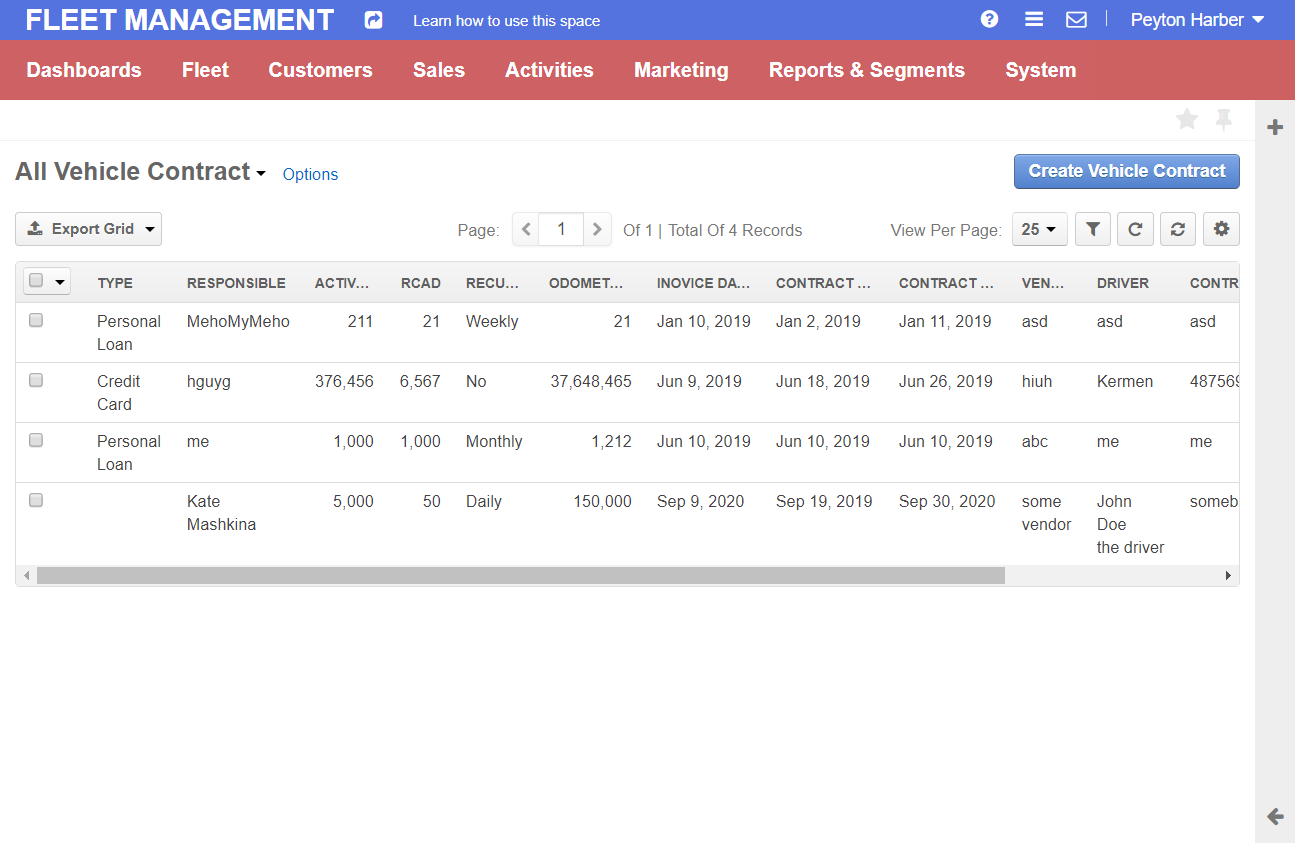 FLEET MANAGEMENT Learn how to use this space Peyton Harber
Dashboards Fleet Customers Sales Activities Marketing Reports & Segments System
All Vehicle Contract Options Create Vehicle Contract
Export Grid Page: 1 Of 1 | Total Of 4 Records View Per Page: 25
TYPE RESPONSIBLE ACTIV... RCAD RECU... ODOMET... INOVICE DA... CONTRACT ... CONTRACT ... VEN... DRIVER CONTR
Personal MehoMyMeho 211 21 Weekly 21 Jan 10, 2019 Jan 2, 2019 Jan 11, 2019 asd asd asd
Loan
Credit hguyg 376,456 6,567 No 37,648,465 Jun 9, 2019 Jun 18, 2019 Jun 26, 2019 hiuh Kermen 487569
Card
Personal me 1,000 1,000 Monthly 1,212 Jun 10, 2019 Jun 10, 2019 Jun 10, 2019 abc me me
Loan
Kate 5,000 50 Daily 150,000 Sep 9, 2020 Sep 19, 2019 Sep 30, 2020 some John someb
Mashkina vendor Doe
the driver